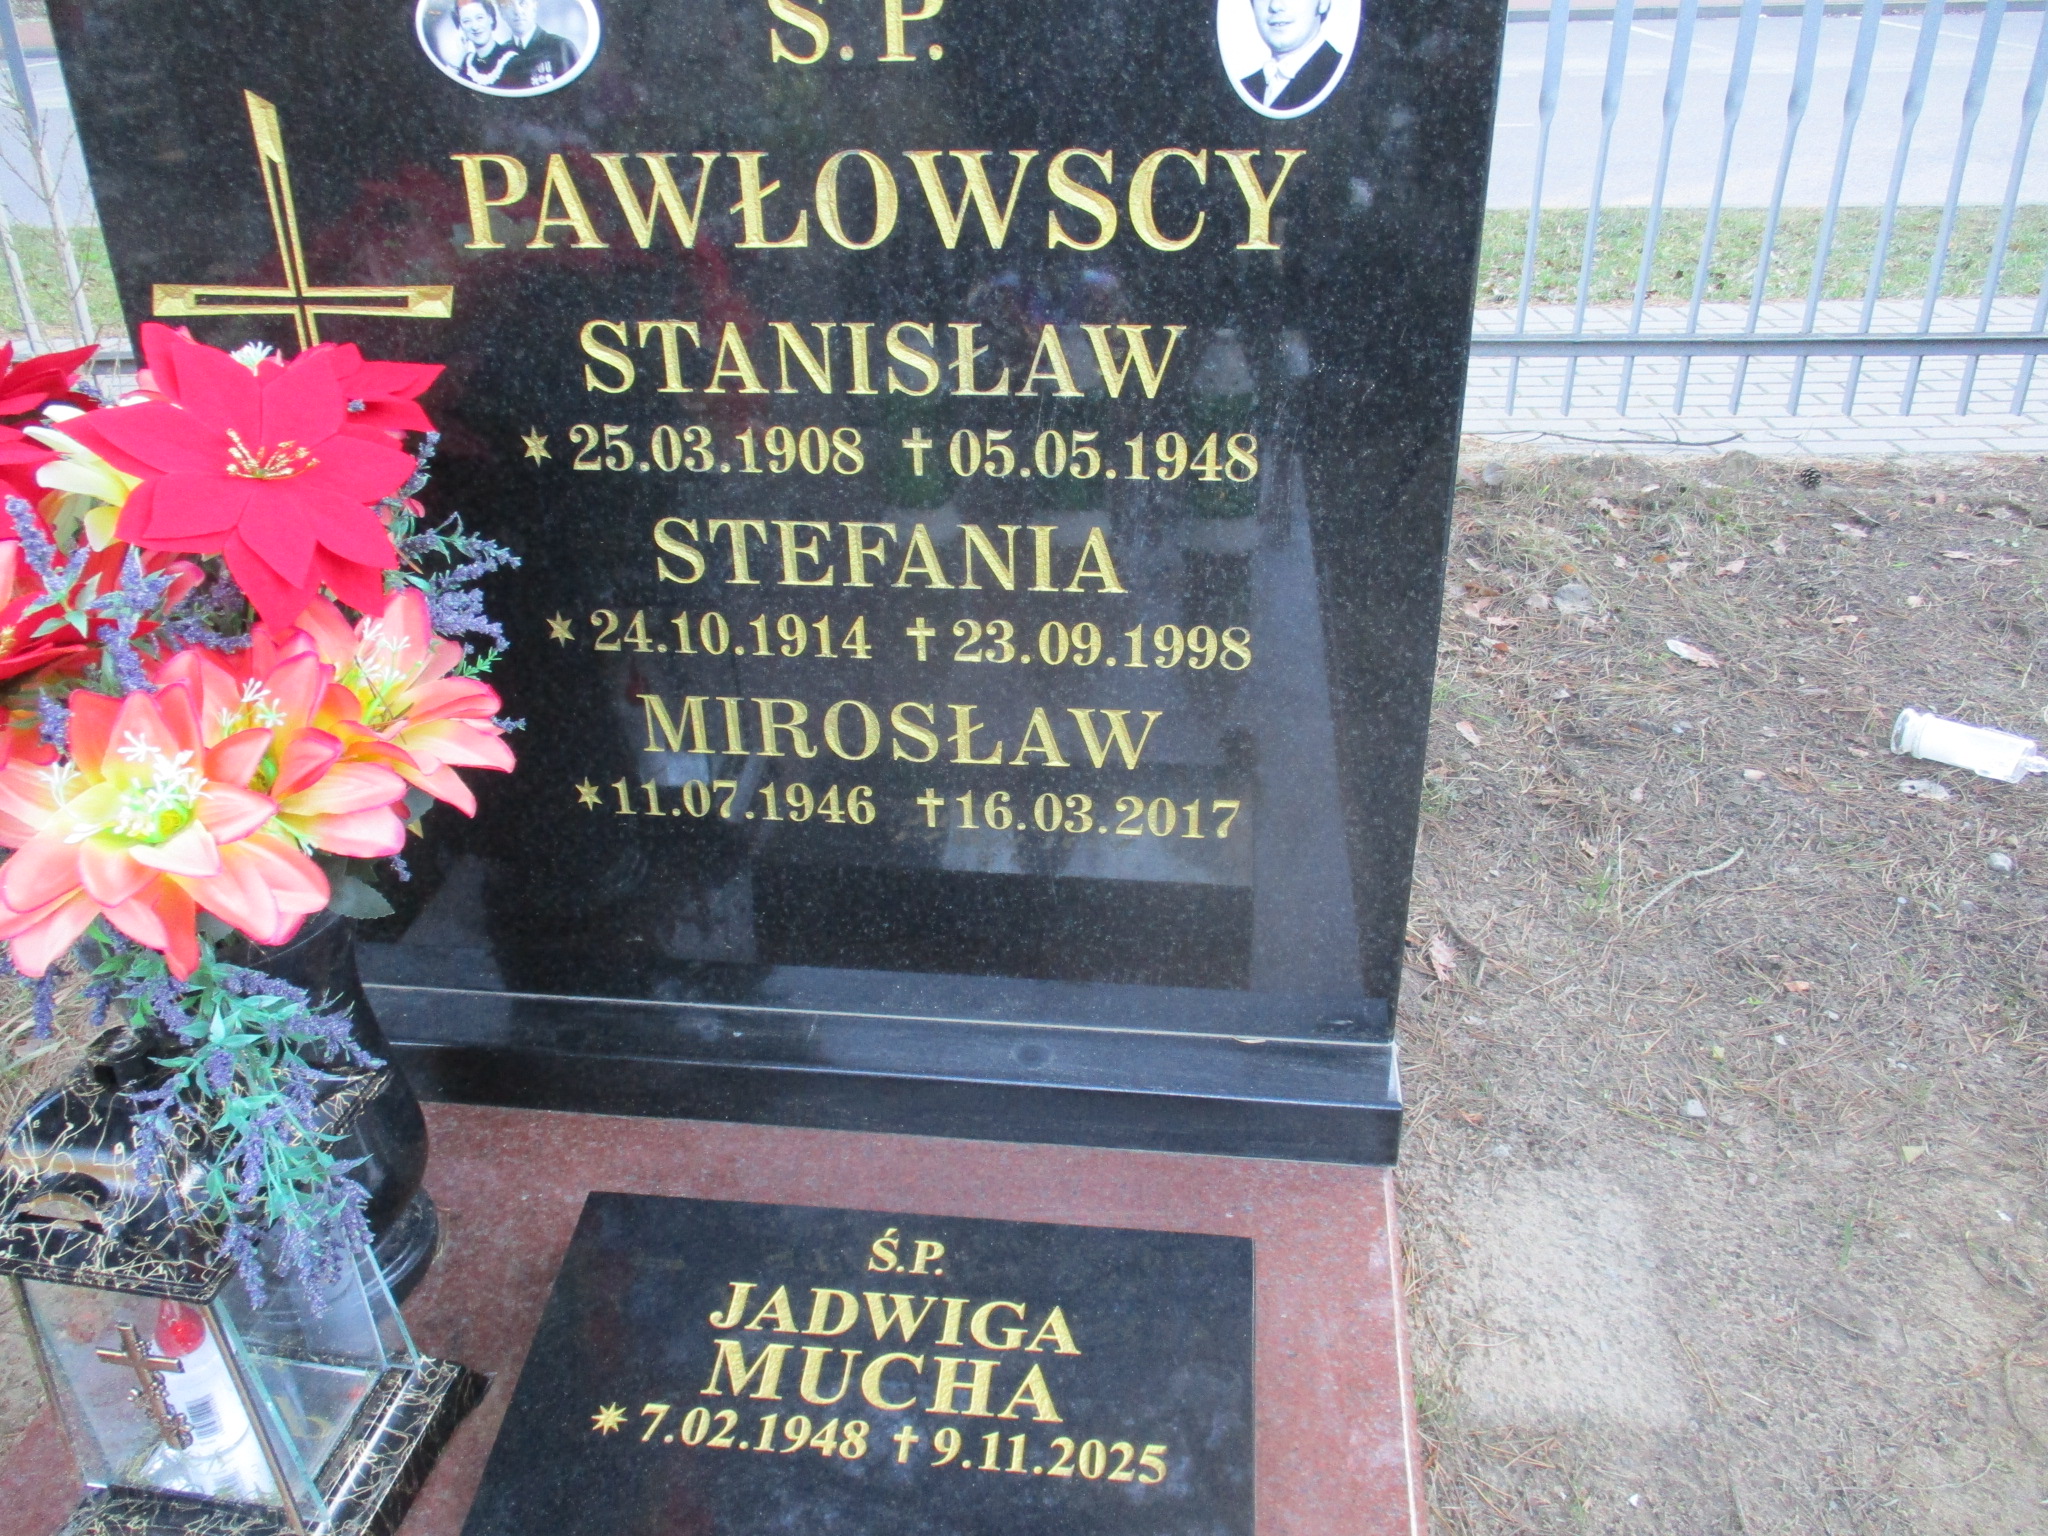 Ś.P.
PAWŁOWSCY
STANISŁAW
* 25.03.1908 † 05.05.1948
STEFANIA
* 24.10.1914 † 23.09.1998
MIROSŁAW
* 11.07.1946 † 16.03.2017
Ś.P.
JADWIGA
MUCHA
* 7.02.1948 † 9.11.2025